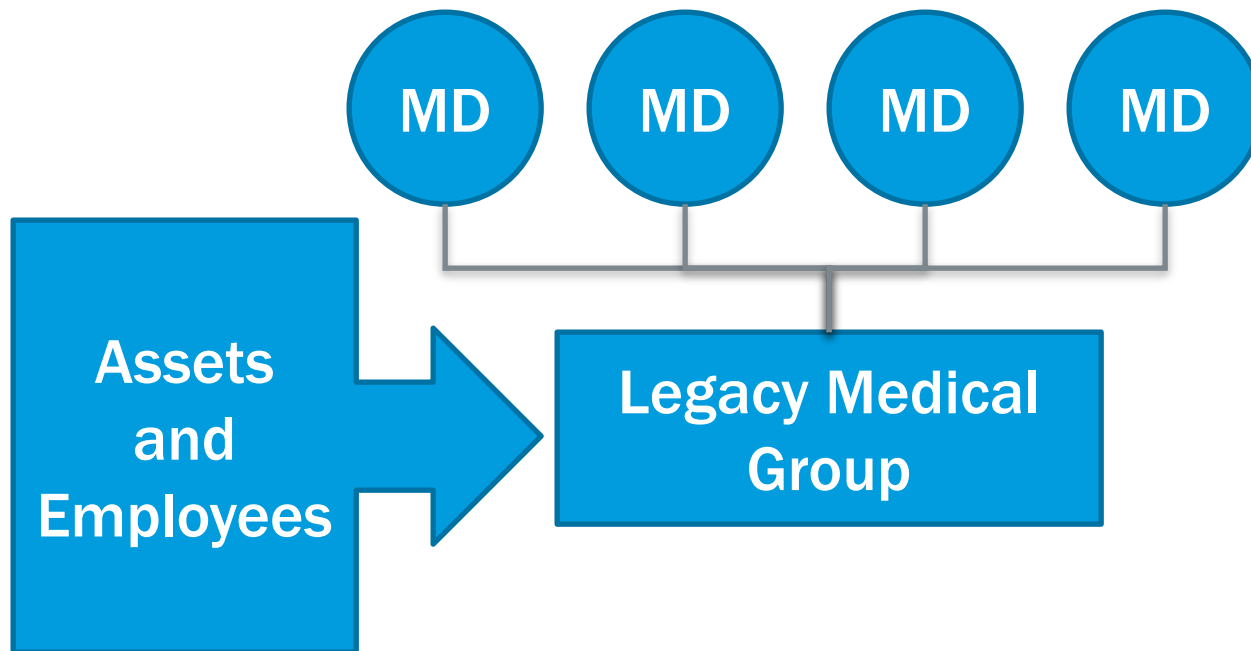 MD
MD
MD
MD
Assets
and
Employees
Legacy Medical
Group